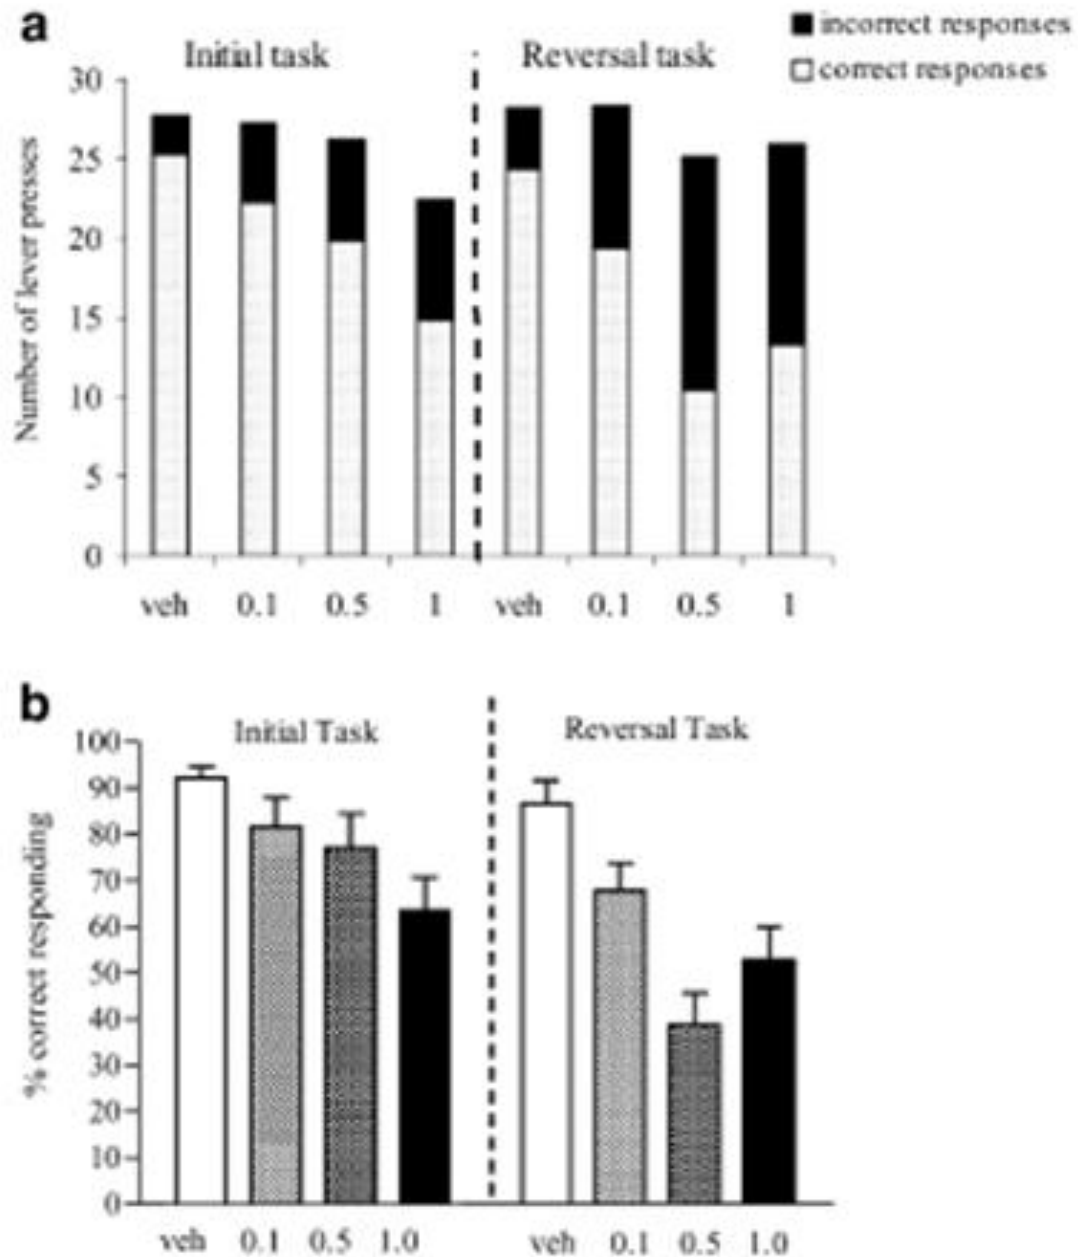 a
Initial task
Reversal task
incorrect responses
correct responses
Number of lever presses
30
25
20
15
10
5
0
veh 0.1 0.5 1 veh 0.1 0.5 1
b
Initial Task
Reversal Task
% correct responding
100
90
80
70
60
50
40
30
20
10
0
veh 0.1 0.5 1.0 veh 0.1 0.5 1.0